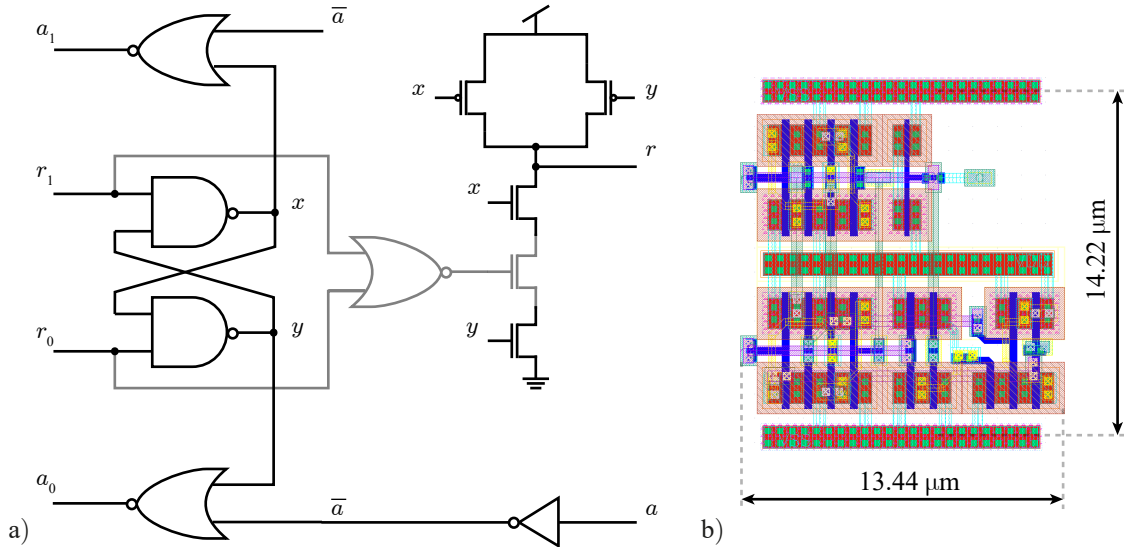 a₁
a̅
x
y
r
r₁
x
x
14.22 µm
r₀
y
y
a₀
a̅
a
13.44 µm
a)
b)